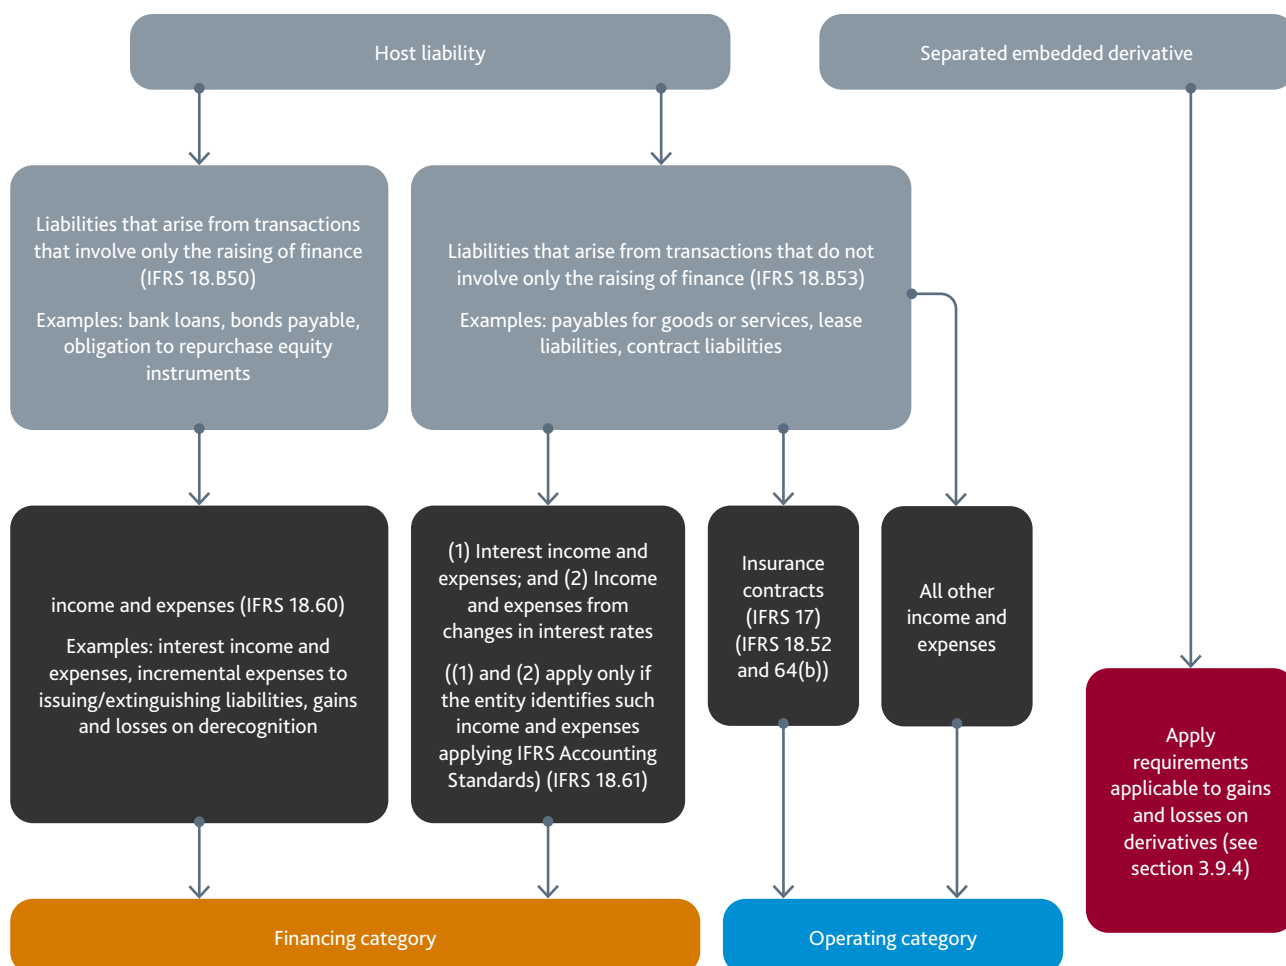 Host liability
Separated embedded derivative
Liabilities that arise from transactions
that involve only the raising of finance
(IFRS 18.B50)
Examples: bank loans, bonds payable,
obligation to repurchase equity
instruments
Liabilities that arise from transactions that do not
involve only the raising of finance (IFRS 18.B53)
Examples: payables for goods or services, lease
liabilities, contract liabilities
income and expenses (IFRS 18.60)
Examples: interest income and
expenses, incremental expenses to
issuing/extinguishing liabilities, gains
and losses on derecognition
(1) Interest income and
expenses; and (2) Income
and expenses from
changes in interest rates
((1) and (2) apply only if
the entity identifies such
income and expenses
applying IFRS Accounting
Standards) (IFRS 18.61)
Insurance
contracts
(IFRS 17)
(IFRS 18.52
and 64(b))
All other
income and
expenses
Apply
requirements
applicable to gains
and losses on
derivatives (see
section 3.9.4)
Financing category
Operating category